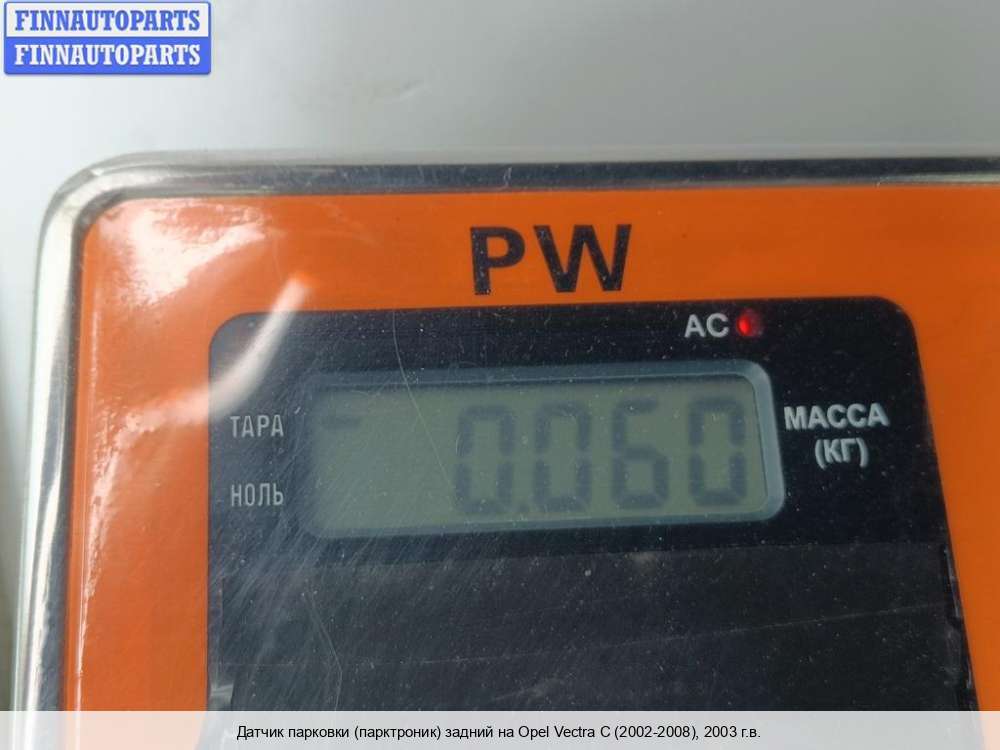 FINNAUTOPARTS
FINNAUTOPARTS
PW
AC
ТАРА
0.060
МАССА
(КГ)
НОЛЬ
Датчик парковки (парктроник) задний на Opel Vectra C (2002-2008), 2003 г.в.